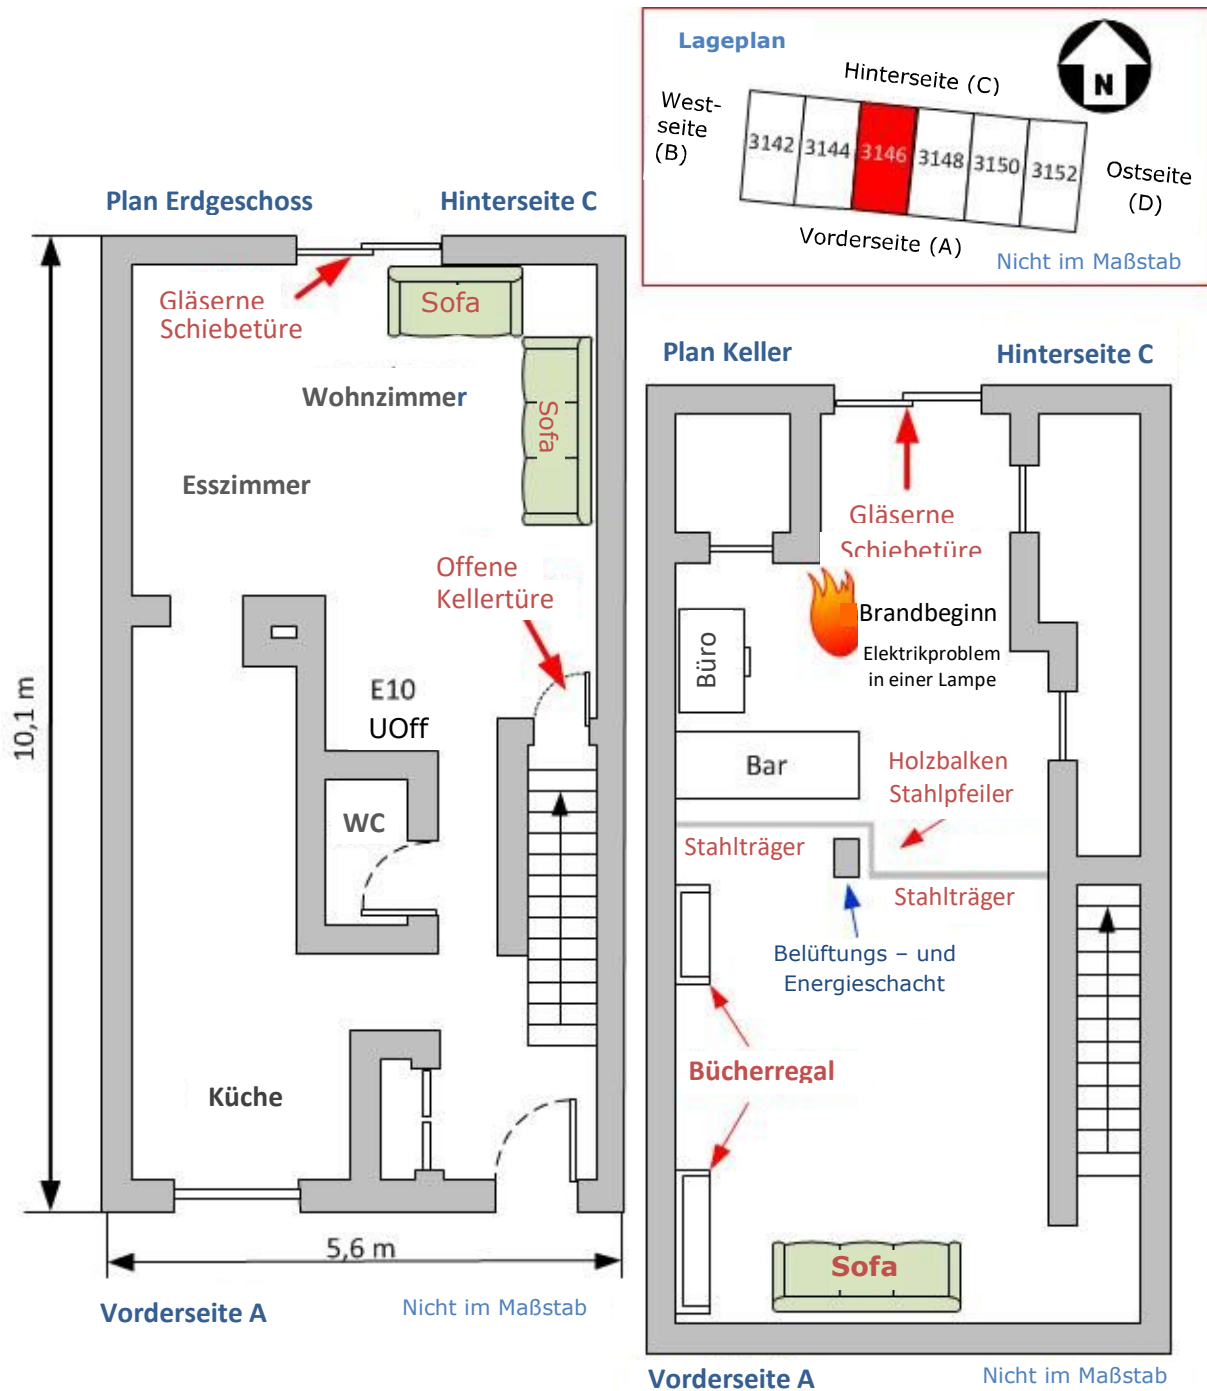 Lageplan
Hinterseite (C)
N
West-
seite
(B)
3142
3144
3146
3148
3150
3152
Ostseite
(D)
Vorderseite (A)
Nicht im Maßstab
Plan Erdgeschoss
Hinterseite C
Gläserne
Schiebetüre
Sofa
Wohnzimmer
Sofa
Esszimmer
Offene
Kellertüre
E10
UOff
10,1 m
WC
Küche
5,6 m
Vorderseite A
Nicht im Maßstab
Plan Keller
Hinterseite C
Gläserne
Schiebetüre
Brandbeginn
Elektrikproblem
in einer Lampe
Büro
Bar
Holzbalken
Stahlpfeiler
Stahlträger
Stahlträger
Belüftungs – und
Energieschacht
Bücherregal
Sofa
Vorderseite A
Nicht im Maßstab